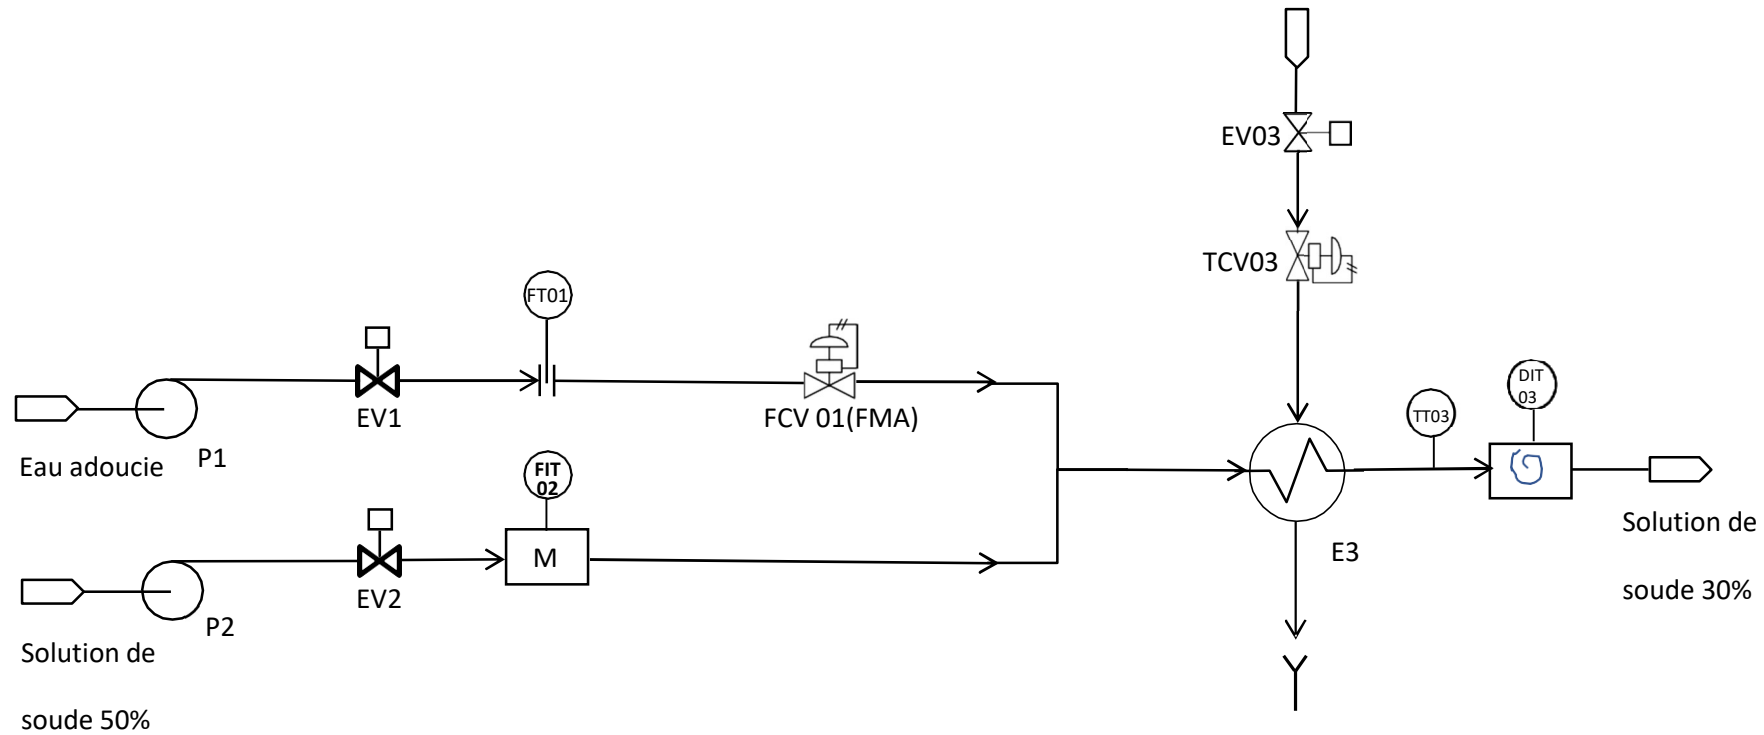 EV03
TCV03
FT01
EV1
FCV 01(FMA)
Eau adoucie
P1
FIT
02
M
EV2
P2
Solution de
soude 50%
E3
TT03
DIT
03
Solution de
soude 30%